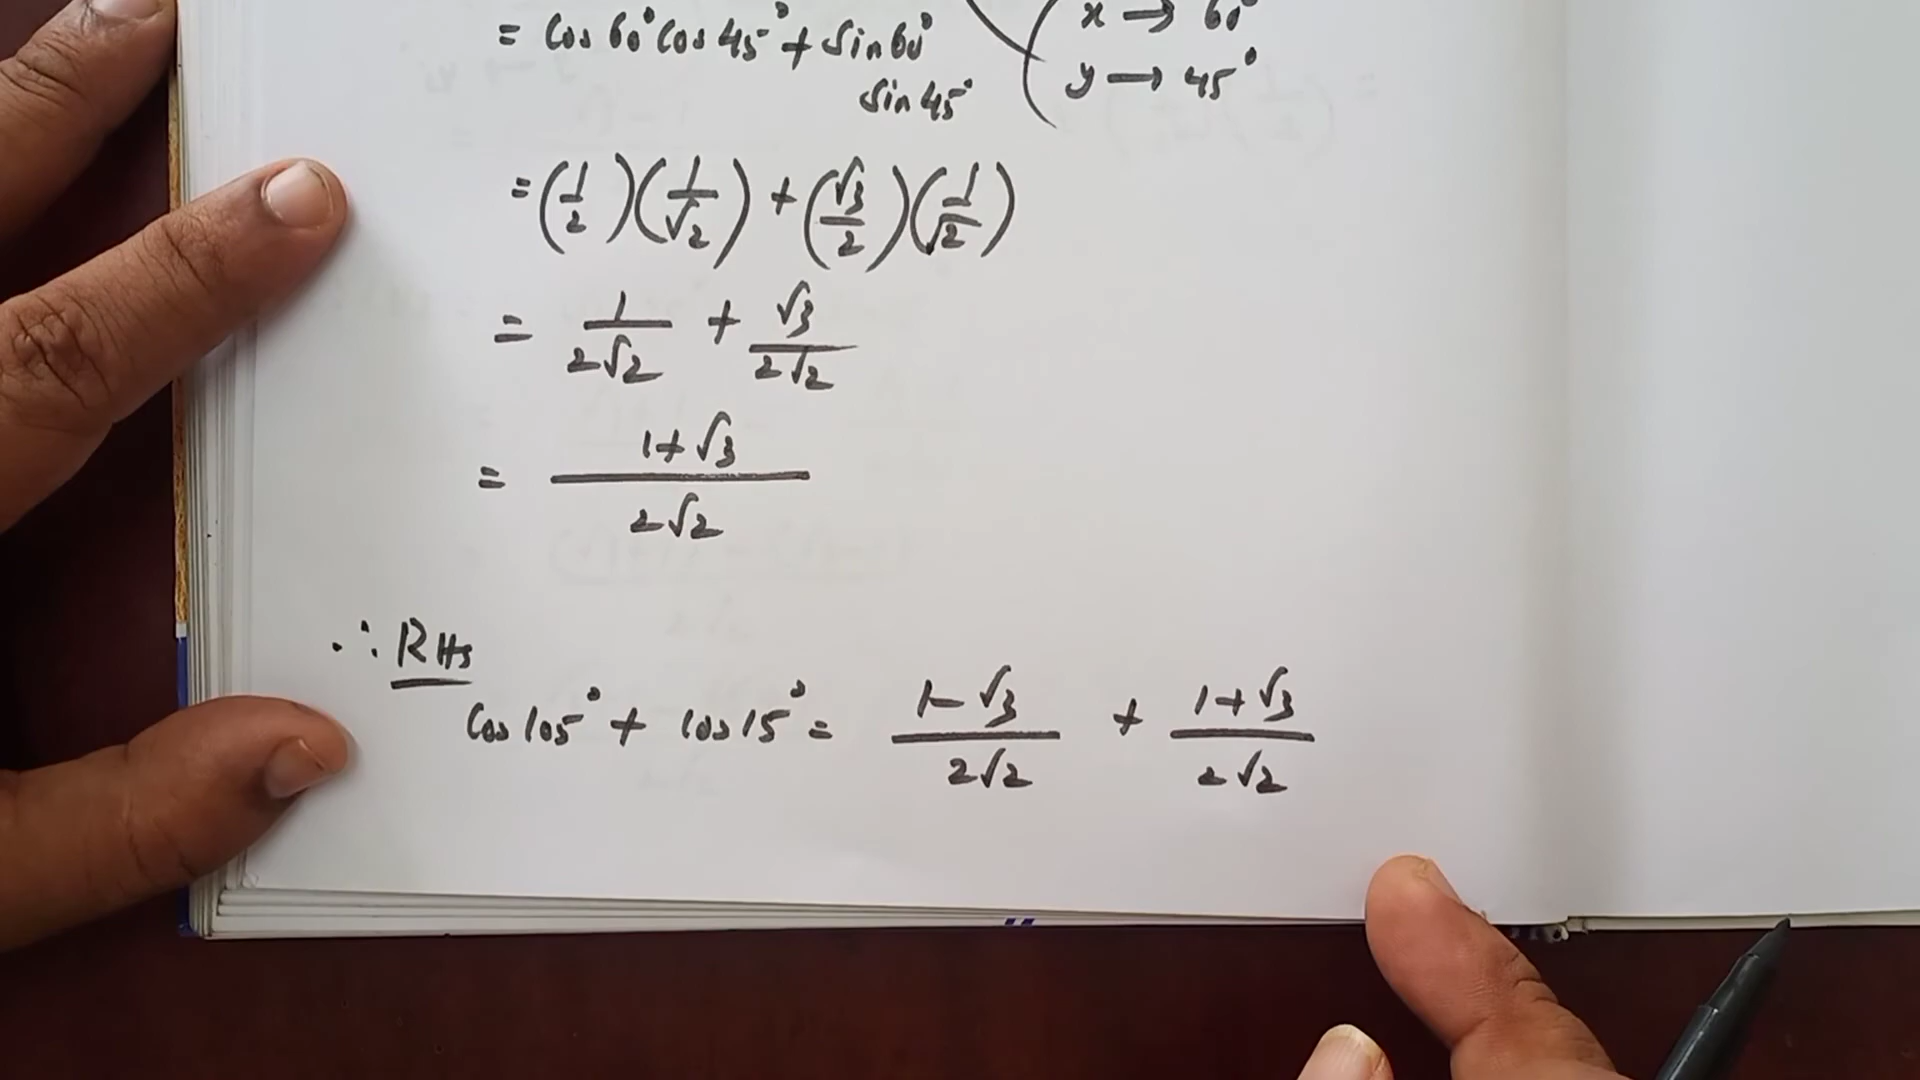 = Cos 60° Cos 45° + Sin 60°
Sin 45°
x → 60°
y → 45°
= (1/2)(1/√2) + (√3/2)(1/√2)
= 1/2√2 + √3/2√2
= 1+√3/2√2
∴ RHS
Cos 105° + Cos 15° = 1-√3/2√2 + 1+√3/2√2